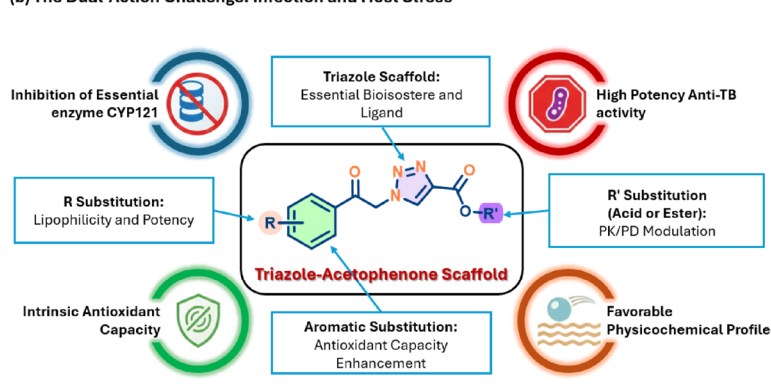 (b) The Dual-Action Challenge: Infection and Host Stress
Inhibition of Essential
enzyme CYP121
Triazole Scaffold:
Essential Bioisostere and
Ligand
High Potency Anti-TB
activity
R Substitution:
Lipophilicity and Potency
O
N
N
N
O
O
R'
R
Triazole-Acetophenone Scaffold
R' Substitution
(Acid or Ester):
PK/PD Modulation
Intrinsic Antioxidant
Capacity
Aromatic Substitution:
Antioxidant Capacity
Enhancement
Favorable
Physicochemical Profile